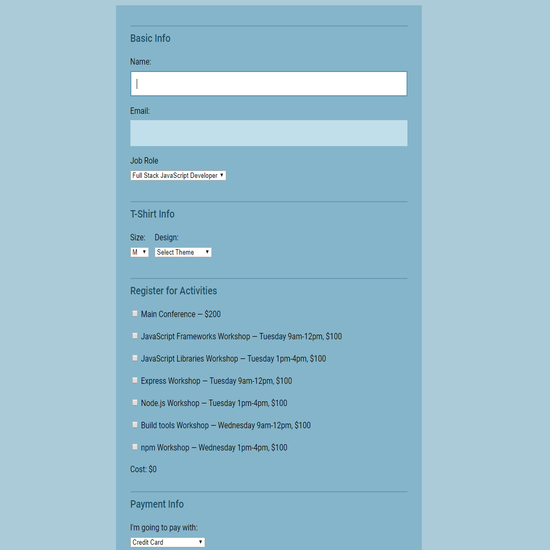 Basic Info
Name:
Email:
Job Role
Full Stack JavaScript Developer
T-Shirt Info
Size: Design:
M Select Theme
Register for Activities
Main Conference — $200
JavaScript Frameworks Workshop — Tuesday 9am-12pm, $100
JavaScript Libraries Workshop — Tuesday 1pm-4pm, $100
Express Workshop — Tuesday 9am-12pm, $100
Node.js Workshop — Tuesday 1pm-4pm, $100
Build tools Workshop — Wednesday 9am-12pm, $100
npm Workshop — Wednesday 1pm-4pm, $100
Cost: $0
Payment Info
I'm going to pay with:
Credit Card